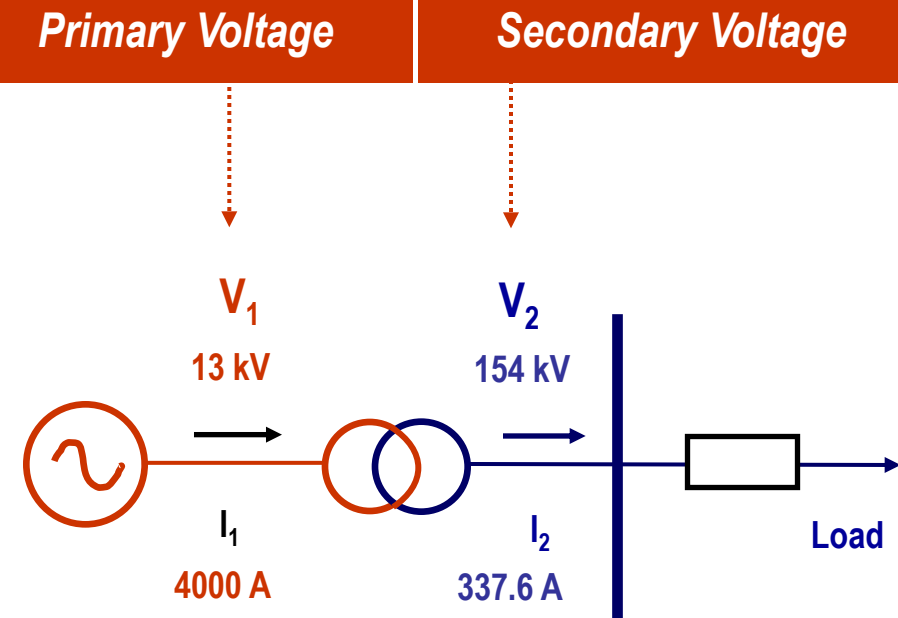 Primary Voltage
Secondary Voltage
V₁
V₂
13 kV
154 kV
I₁
I₂
Load
4000 A
337.6 A